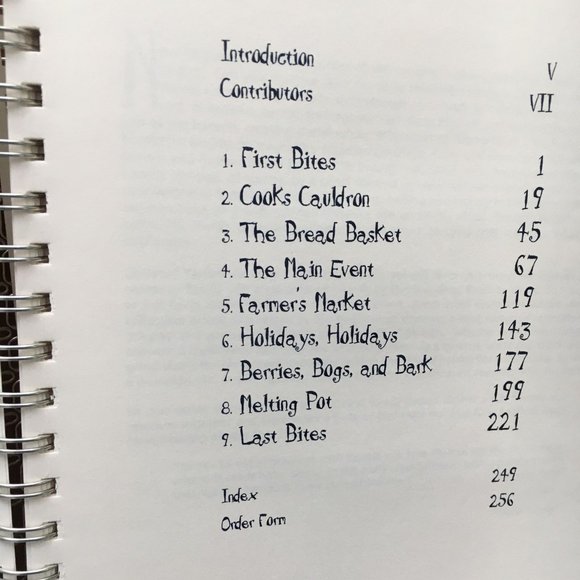 Introduction V
Contributors VII
1. First Bites 1
2. Cooks Cauldron 19
3. The Bread Basket 45
4. The Main Event 67
5. Farmer's Market 119
6. Holidays, Holidays 143
7. Berries, Bogs, and Bark 177
8. Melting Pot 199
9. Last Bites 221
Index 249
Order Form 256